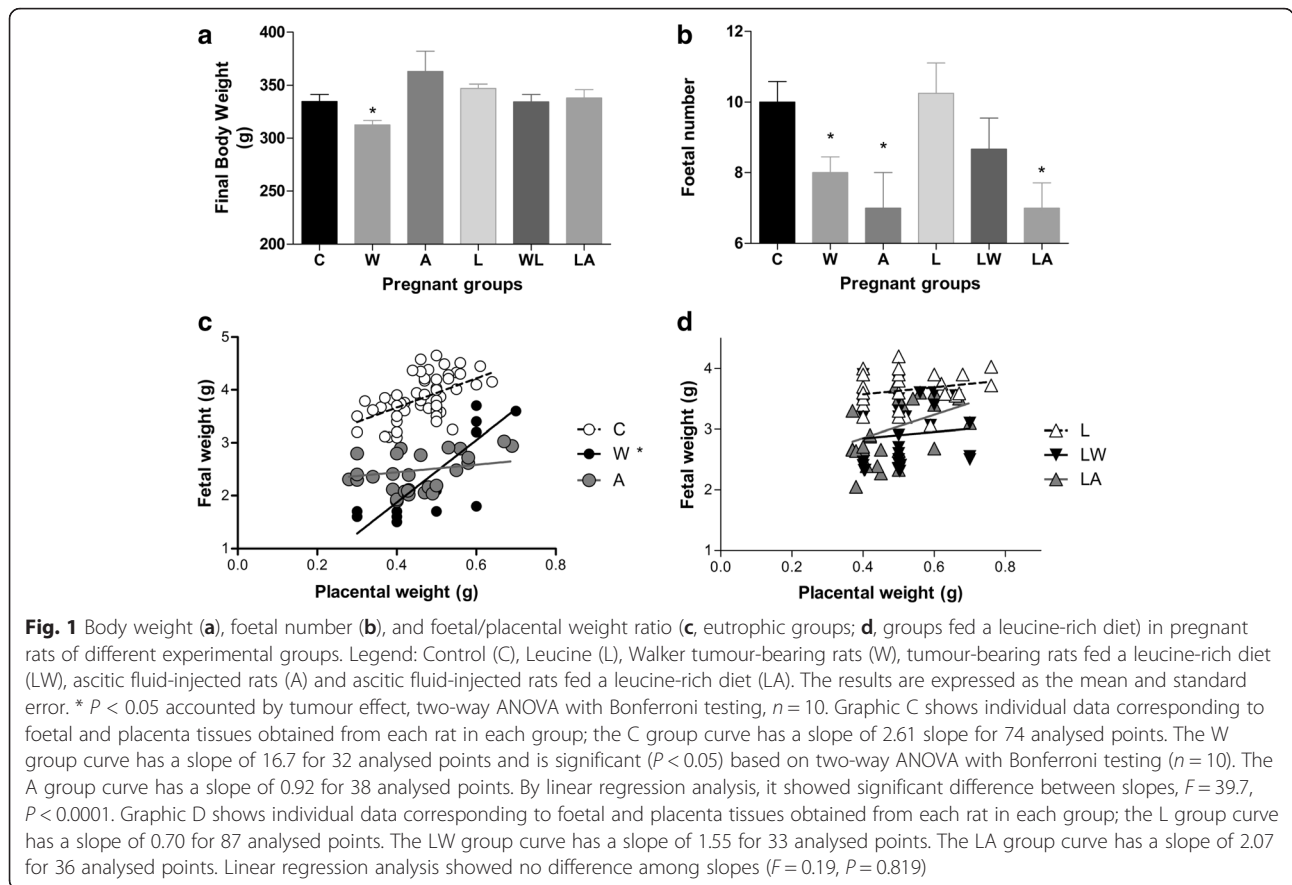 a
Final Body Weight
(g)
400
350
300
250
200
*
C W A L WL LA
Pregnant groups
b
Foetal number
12
10
8
6
* * *
C W A L LW LA
Pregnant groups
c
Fetal weight (g)
5
4
3
2
1
0.0 0.2 0.4 0.6 0.8
Placental weight (g)
C
W *
A
d
Fetal weight (g)
4
3
2
1
0.0 0.2 0.4 0.6 0.8
Placental weight (g)
L
LW
LA
Fig. 1 Body weight (a), foetal number (b), and foetal/placental weight ratio (c, eutrophic groups; d, groups fed a leucine-rich diet) in pregnant
rats of different experimental groups. Legend: Control (C), Leucine (L), Walker tumour-bearing rats (W), tumour-bearing rats fed a leucine-rich diet
(LW), ascitic fluid-injected rats (A) and ascitic fluid-injected rats fed a leucine-rich diet (LA). The results are expressed as the mean and standard
error. * P < 0.05 accounted by tumour effect, two-way ANOVA with Bonferroni testing, n = 10. Graphic C shows individual data corresponding to
foetal and placenta tissues obtained from each rat in each group; the C group curve has a slope of 2.61 slope for 74 analysed points. The W
group curve has a slope of 16.7 for 32 analysed points and is significant (P < 0.05) based on two-way ANOVA with Bonferroni testing (n = 10). The
A group curve has a slope of 0.92 for 38 analysed points. By linear regression analysis, it showed significant difference between slopes, F = 39.7,
P < 0.0001. Graphic D shows individual data corresponding to foetal and placenta tissues obtained from each rat in each group; the L group curve
has a slope of 0.70 for 87 analysed points. The LW group curve has a slope of 1.55 for 33 analysed points. The LA group curve has a slope of 2.07
for 36 analysed points. Linear regression analysis showed no difference among slopes (F = 0.19, P = 0.819)